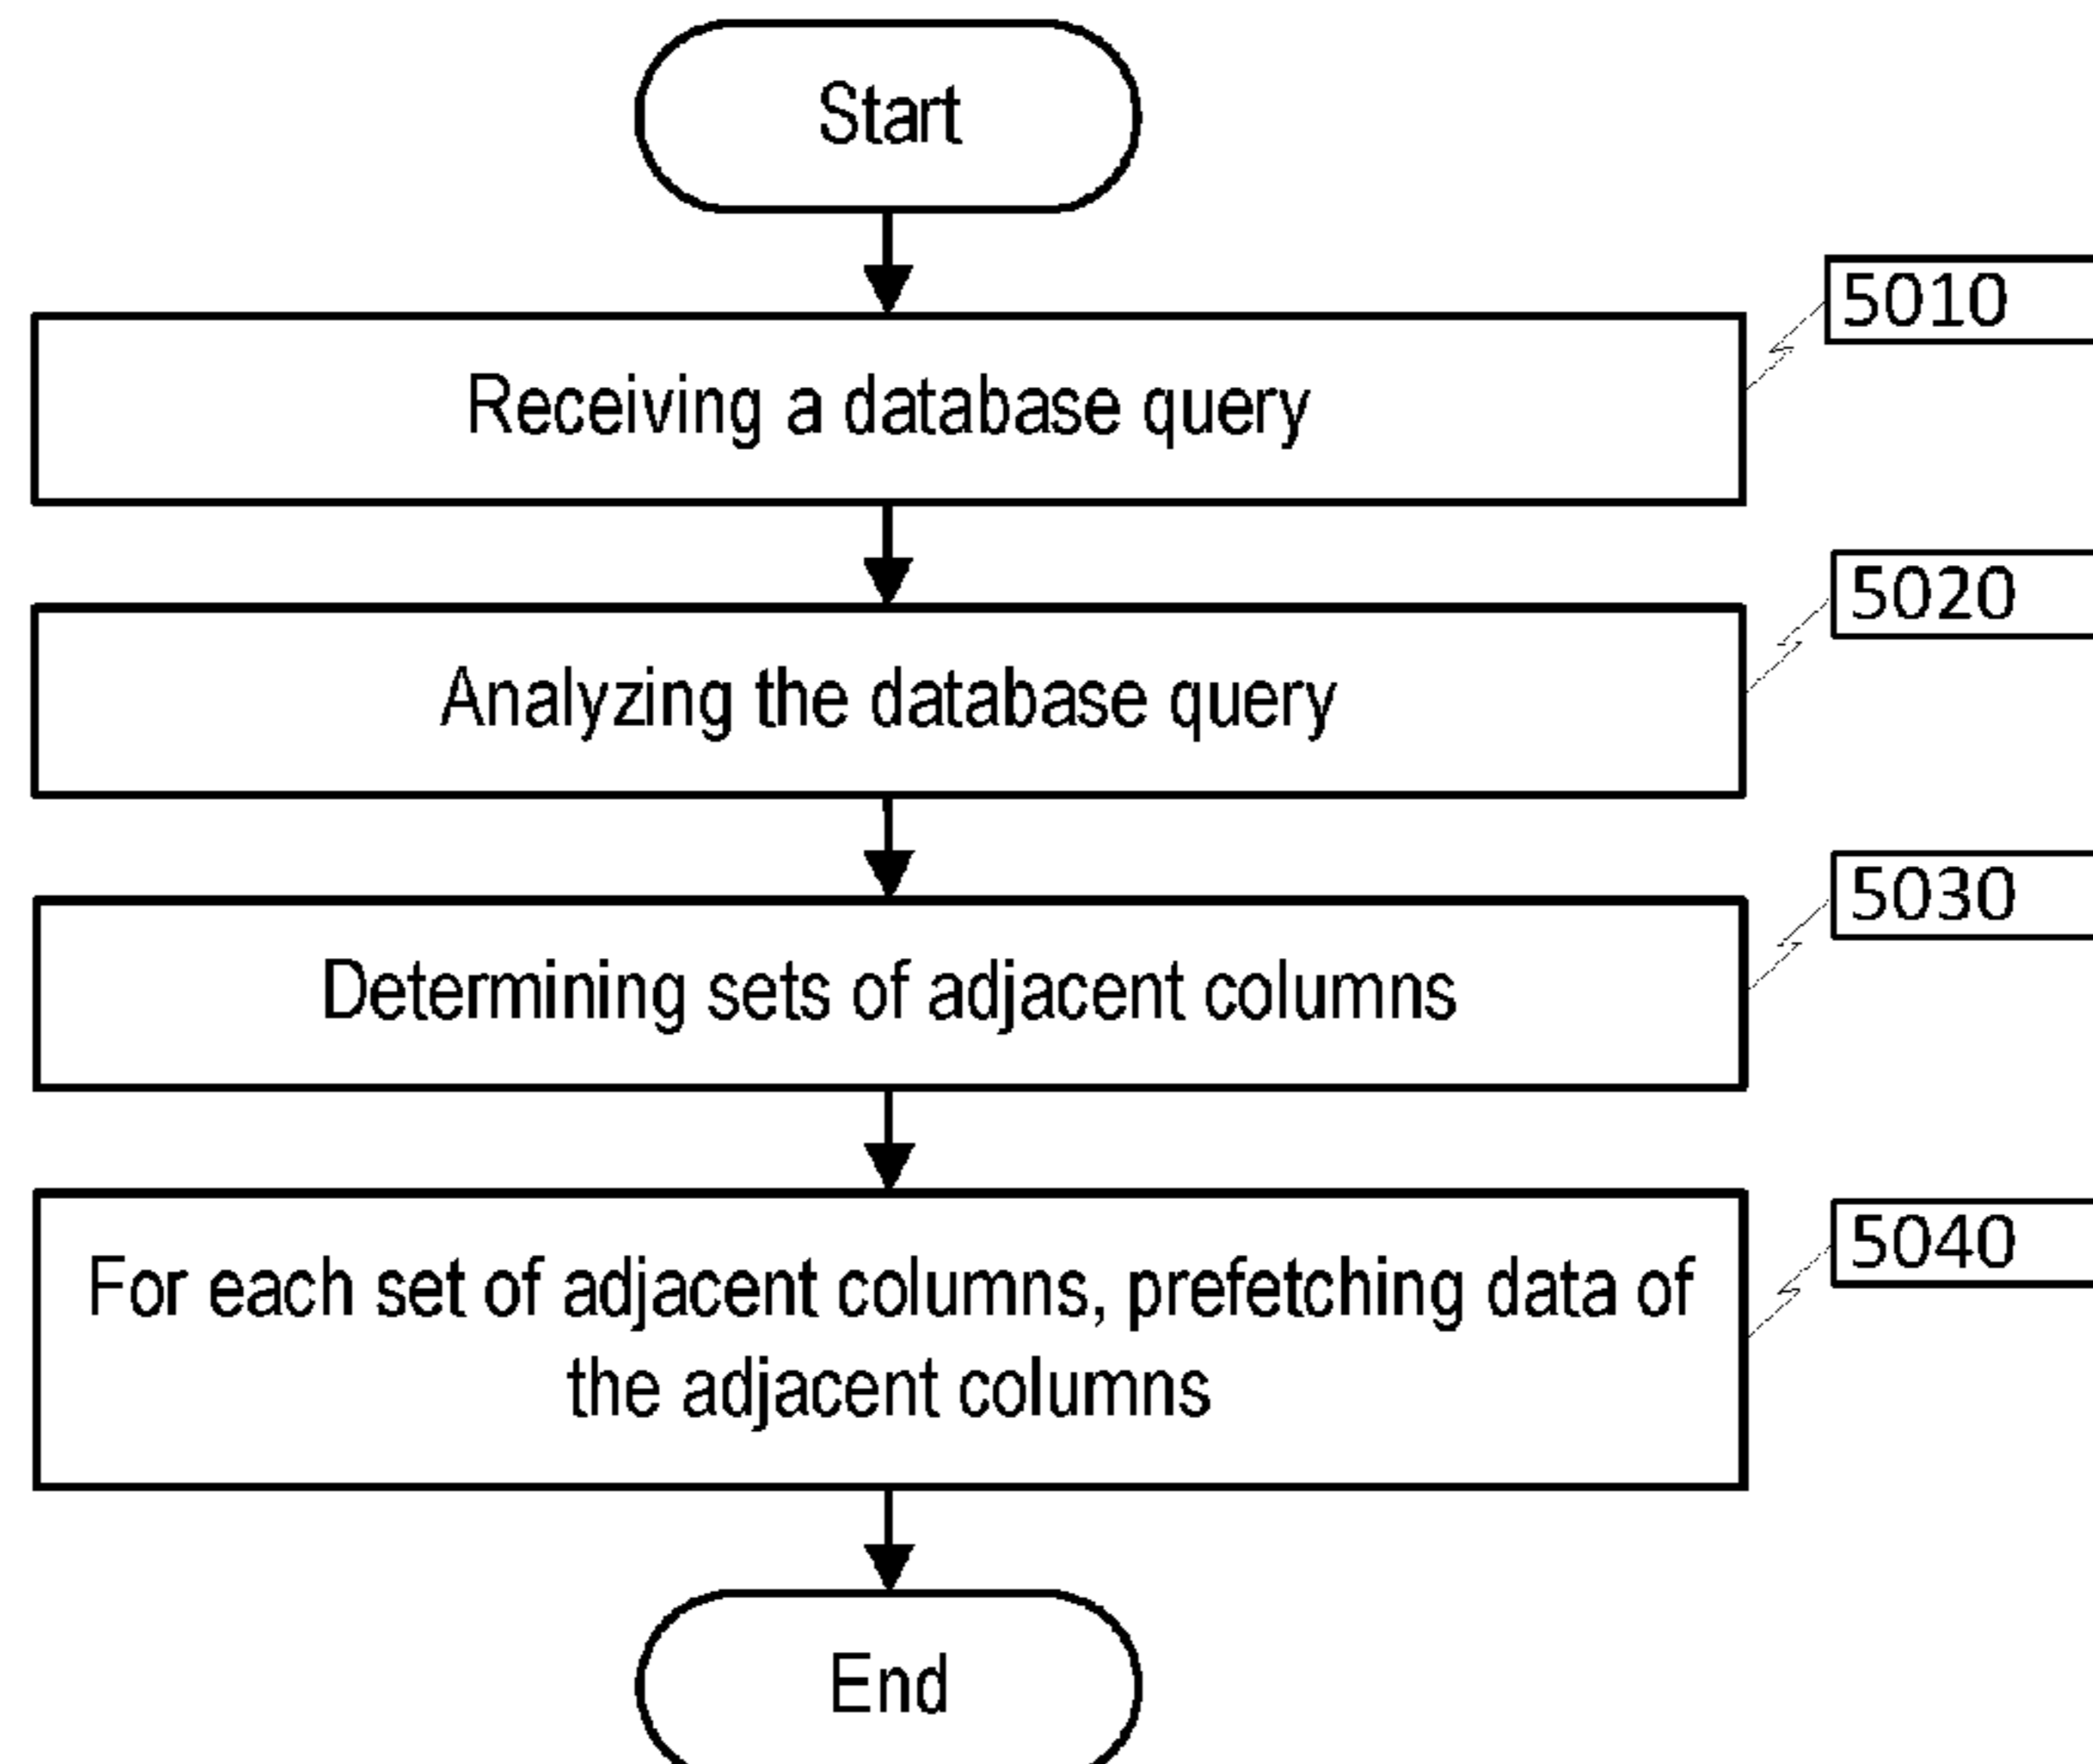 Start
5010
Receiving a database query
5020
Analyzing the database query
5030
Determining sets of adjacent columns
5040
For each set of adjacent columns, prefetching data of
the adjacent columns
End